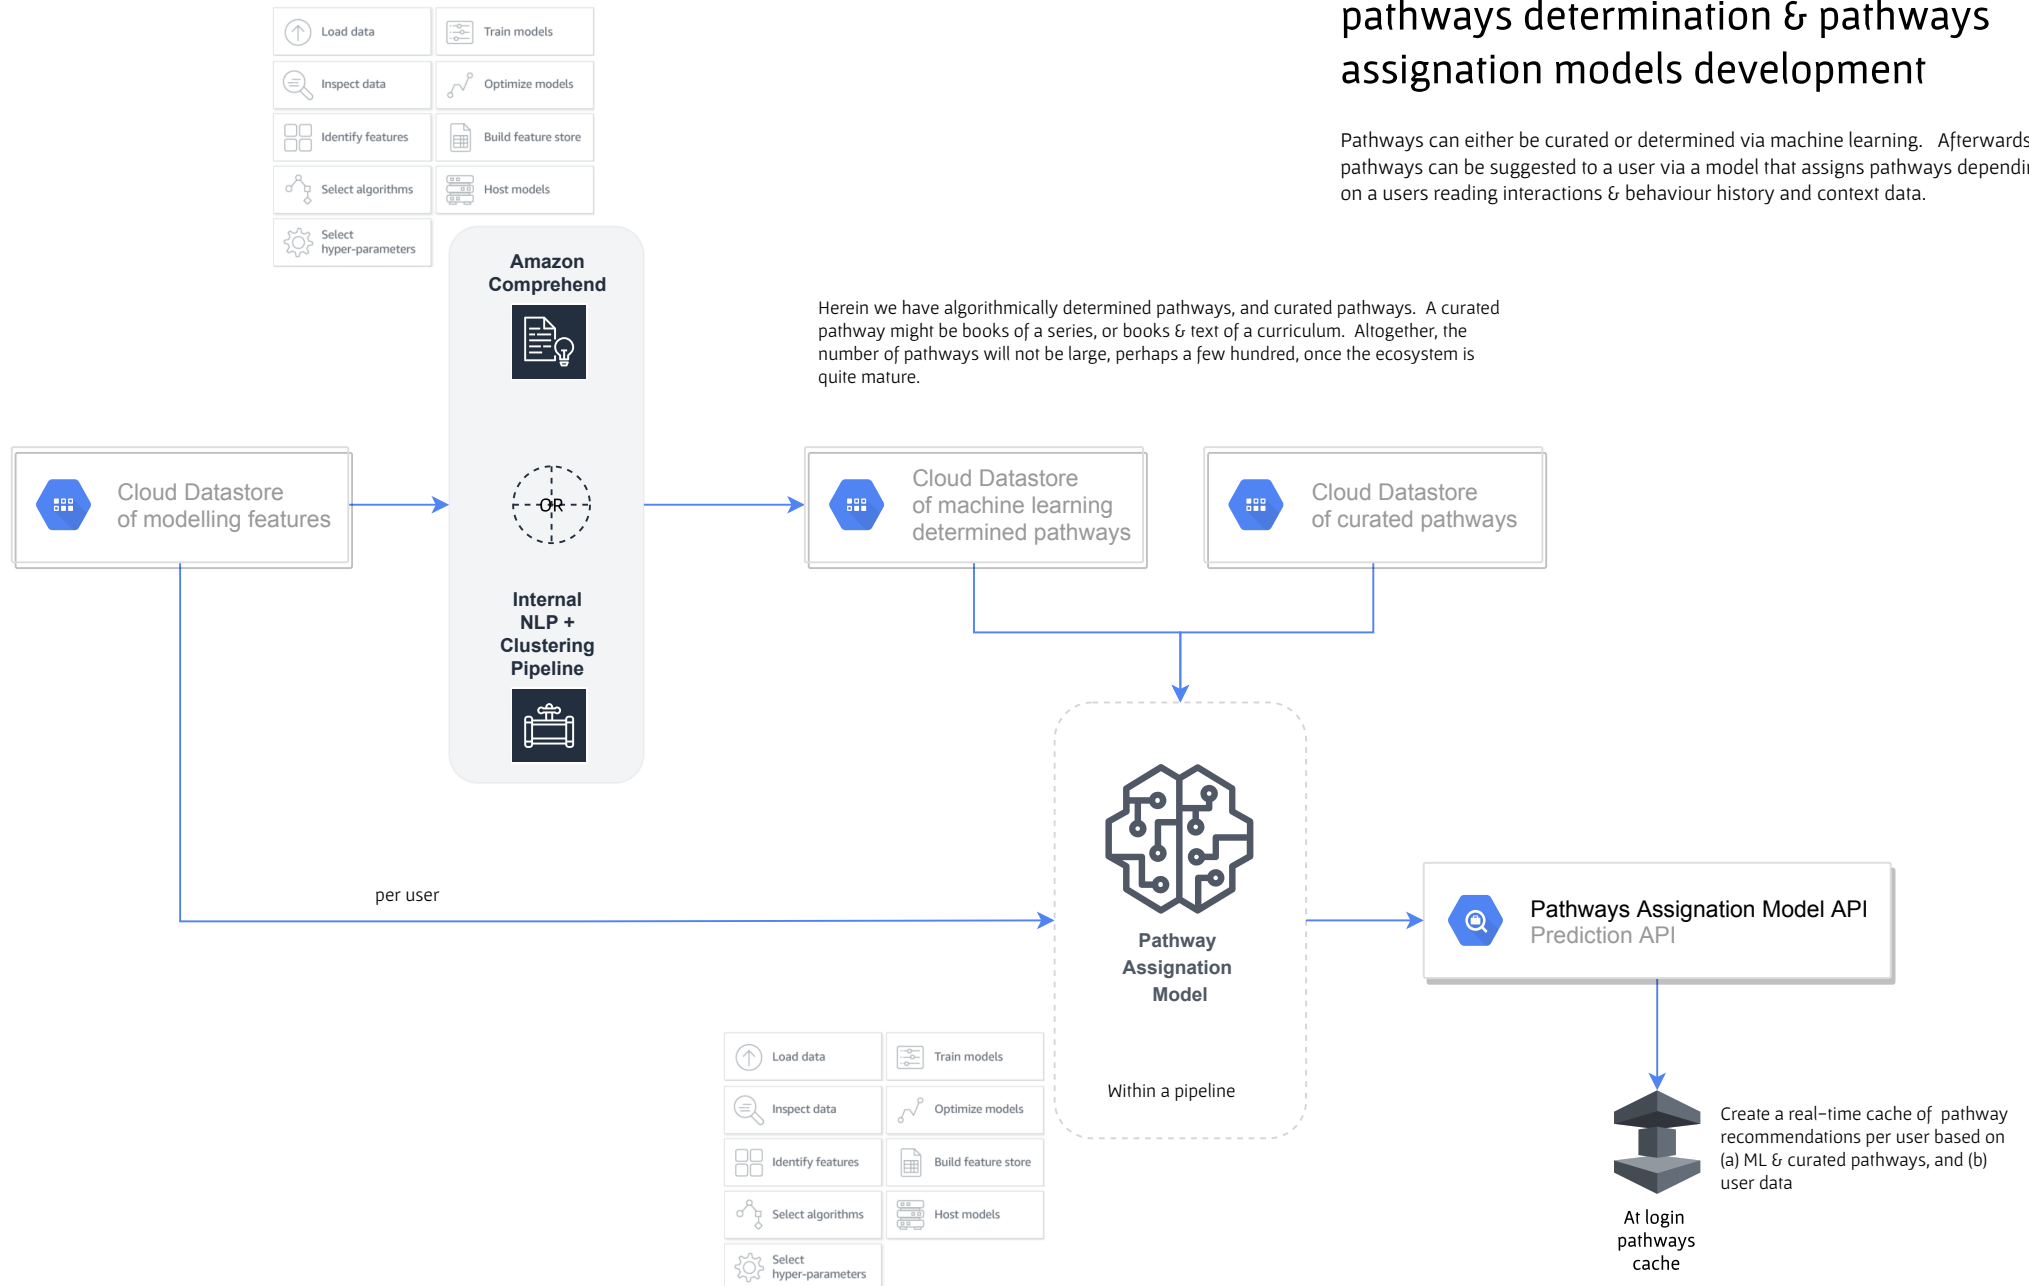 pathways determination & pathways
assignation models development
Pathways can either be curated or determined via machine learning.   Afterwards
pathways can be suggested to a user via a model that assigns pathways dependin
on a users reading interactions & behaviour history and context data.
Load data
Train models
Inspect data
Optimize models
Identify features
Build feature store
Select algorithms
Host models
Select
hyper-parameters
Amazon
Comprehend
OR
Internal
NLP +
Clustering
Pipeline
Herein we have algorithmically determined pathways, and curated pathways.  A curated
pathway might be books of a series, or books & text of a curriculum.  Altogether, the
number of pathways will not be large, perhaps a few hundred, once the ecosystem is
quite mature.
Cloud Datastore
of modelling features
Cloud Datastore
of machine learning
determined pathways
Cloud Datastore
of curated pathways
per user
Pathway
Assignation
Model
Within a pipeline
Pathways Assignation Model API
Prediction API
Load data
Train models
Inspect data
Optimize models
Identify features
Build feature store
Select algorithms
Host models
Select
hyper-parameters
Create a real-time cache of  pathway
recommendations per user based on
(a) ML & curated pathways, and (b)
user data
At login
pathways
cache